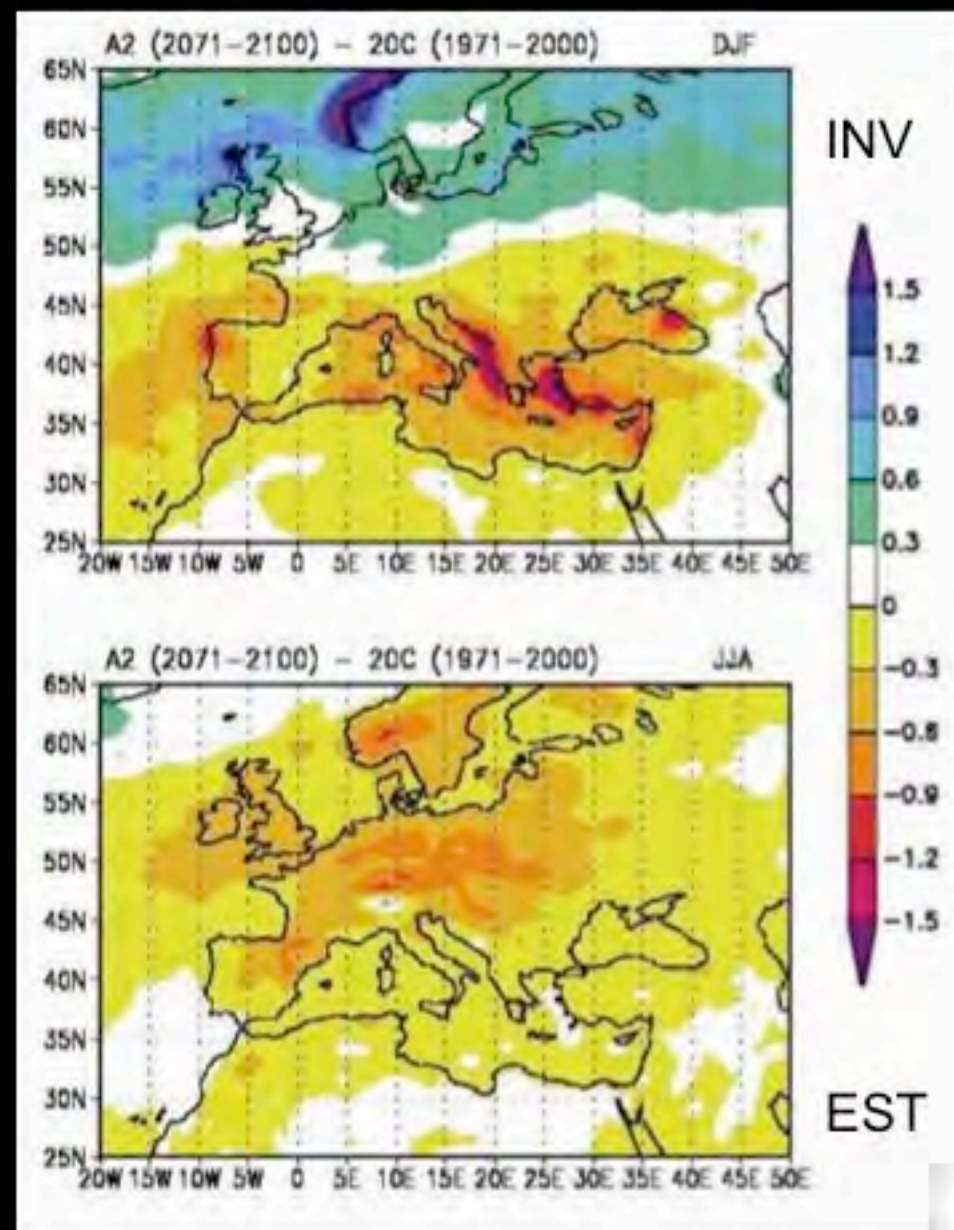 A2 (2071-2100) - 20C (1971-2000) DJF
65N
60N
55N
50N
45N
40N
35N
30N
25N
20W 15W 10W 5W 0 5E 10E 15E 20E 25E 30E 35E 40E 45E 50E
INV
1.5
1.2
0.9
0.6
0.3
0
-0.3
-0.6
-0.9
-1.2
-1.5
A2 (2071-2100) - 20C (1971-2000) JJA
65N
60N
55N
50N
45N
40N
35N
30N
25N
20W 15W 10W 5W 0 5E 10E 15E 20E 25E 30E 35E 40E 45E 50E
EST